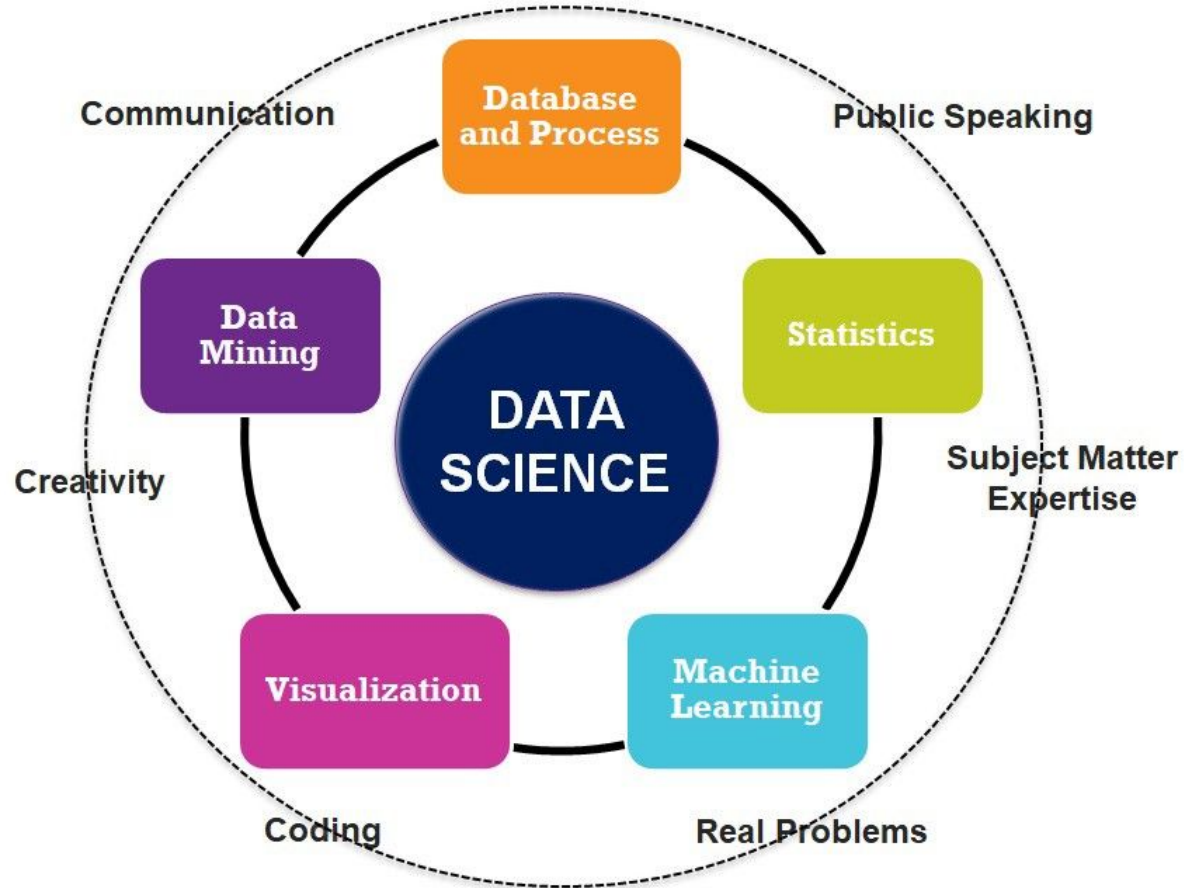 Database
and Process
Communication
Public Speaking
Data
Mining
Statistics
DATA
SCIENCE
Creativity
Subject Matter
Expertise
Visualization
Machine
Learning
Coding
Real Problems